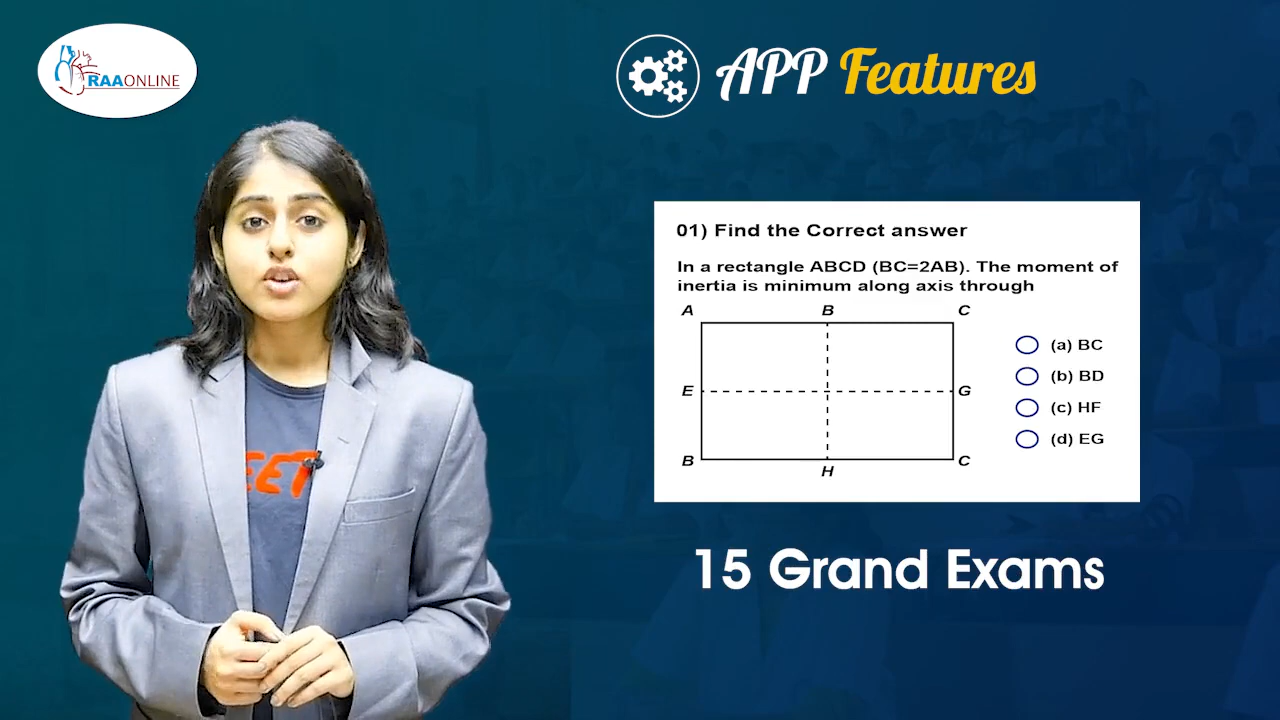 RAAONLINE
APP Features
01) Find the Correct answer
In a rectangle ABCD (BC=2AB). The moment of
inertia is minimum along axis through
A B C
E G
B H C
(a) BC
(b) BD
(c) HF
(d) EG
EET
15 Grand Exams